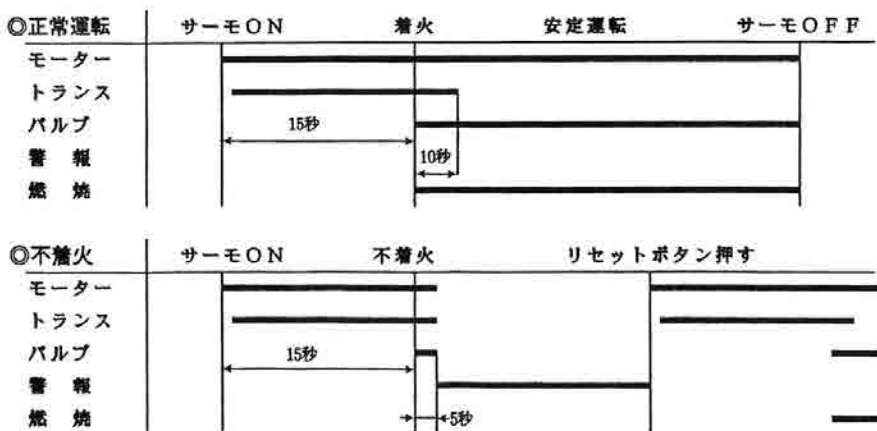 ◎正常運転 サーモON 着火 安定運転 サーモOFF
モーター
トランス
バルブ 15秒
警報 10秒
燃焼
◎不着火 サーモON 不着火 リセットボタン押す
モーター
トランス
バルブ 15秒
警報
燃焼 5秒